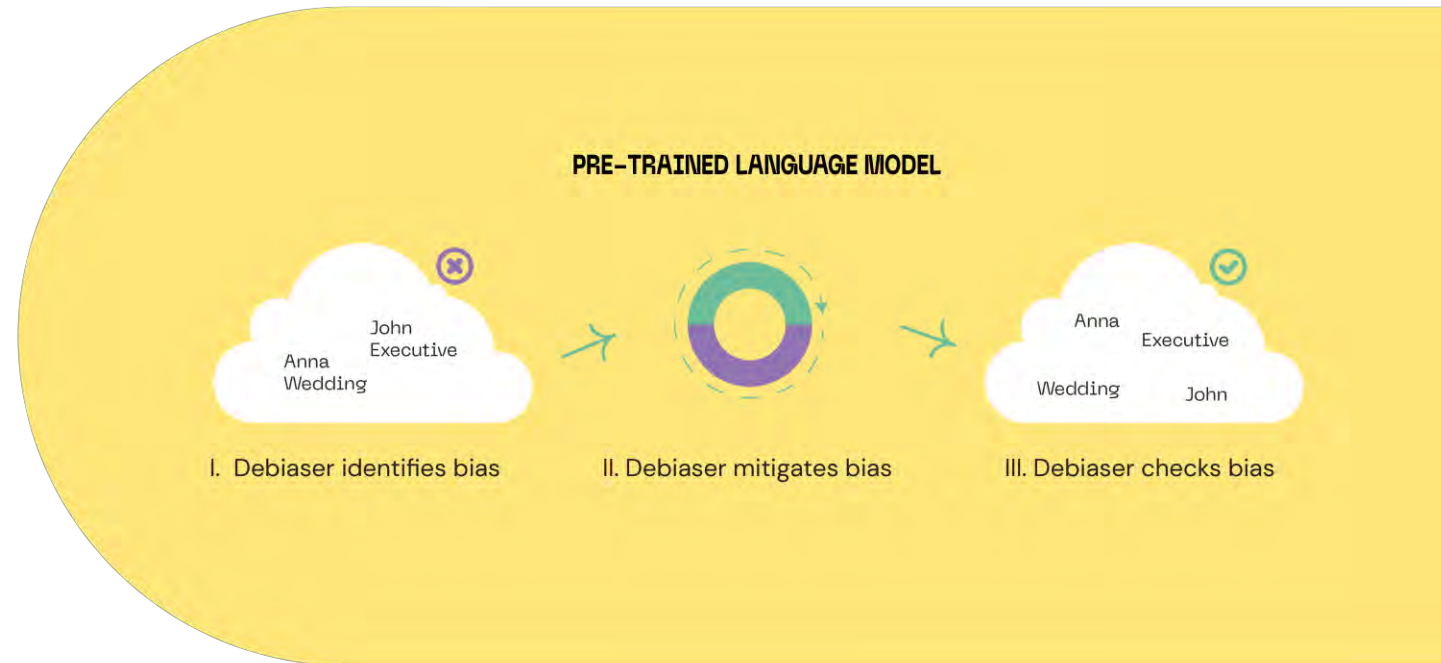 PRE-TRAINED LANGUAGE MODEL
John
Executive
Anna
Wedding
Anna
Executive
Wedding
John
I. Debiaser identifies bias
II. Debiaser mitigates bias
III. Debiaser checks bias